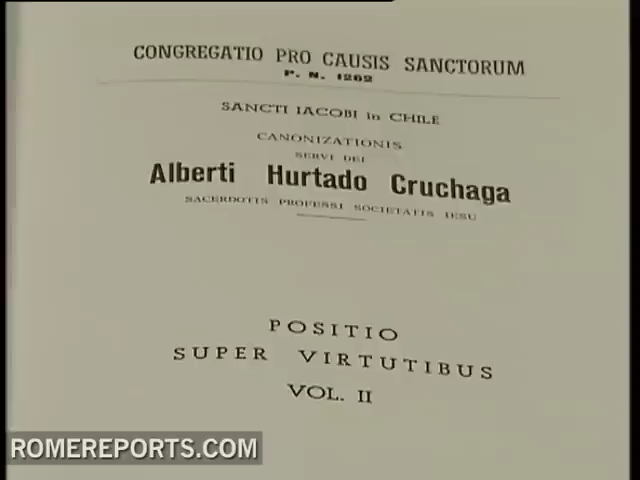 CONGREGATIO PRO CAUSIS SANCTORUM
P. N. 1262
SANCTI IACOBI in CHILE
CANONIZATIONIS
SERVI DEI
Alberti Hurtado Cruchaga
SACERDOTIS PROFESSI SOCIETATIS IESU
POSITIO
SUPER VIRTUTIBUS
VOL. II
ROMEREPORTS.COM